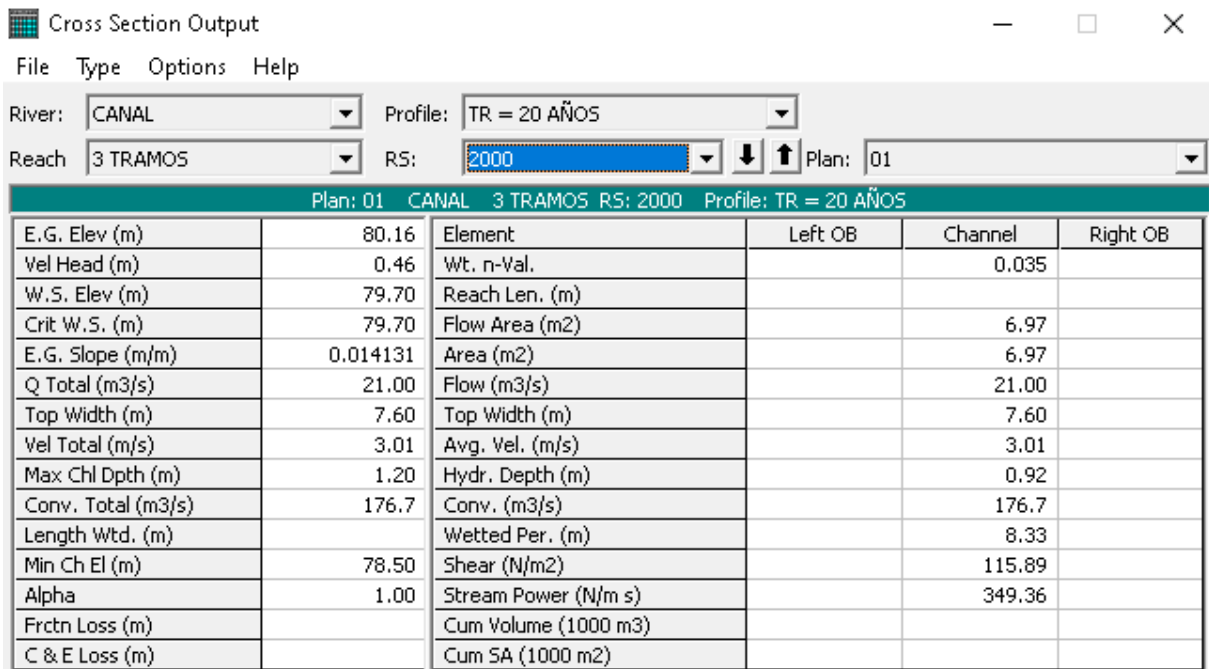 Cross Section Output
File Type Options Help
River: CANAL Profile: TR = 20 AÑOS
Reach 3 TRAMOS RS: 2000 Plan: 01
Plan: 01 CANAL 3 TRAMOS RS: 2000 Profile: TR = 20 AÑOS
E.G. Elev (m) 80.16 Element Left OB Channel Right OB
Vel Head (m) 0.46 Wt. n-Val. 0.035
W.S. Elev (m) 79.70 Reach Len. (m)
Crit W.S. (m) 79.70 Flow Area (m2) 6.97
E.G. Slope (m/m) 0.014131 Area (m2) 6.97
Q Total (m3/s) 21.00 Flow (m3/s) 21.00
Top Width (m) 7.60 Top Width (m) 7.60
Vel Total (m/s) 3.01 Avg. Vel. (m/s) 3.01
Max Chl Dpth (m) 1.20 Hydr. Depth (m) 0.92
Conv. Total (m3/s) 176.7 Conv. (m3/s) 176.7
Length Wtd. (m) Wetted Per. (m) 8.33
Min Ch El (m) 78.50 Shear (N/m2) 115.89
Alpha 1.00 Stream Power (N/m s) 349.36
Frctn Loss (m) Cum Volume (1000 m3)
C & E Loss (m) Cum SA (1000 m2)